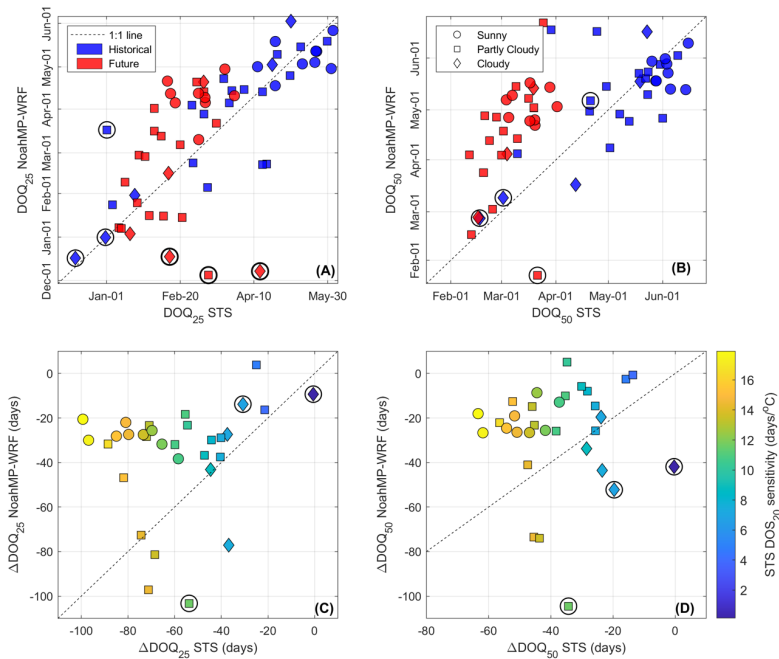 Jun-01
May-01
Apr-01
Mar-01
Feb-01
Jan-01
Dec-01
DOQ25 NoahMP-WRF
1:1 line
Historical
Future
(A)
Jan-01 Feb-20 Apr-10 May-30
DOQ25 STS
Jun-01
May-01
Apr-01
Mar-01
Feb-01
DOQ50 NoahMP-WRF
Sunny
Partly Cloudy
Cloudy
(B)
Feb-01 Mar-01 Apr-01 May-01 Jun-01
DOQ50 STS
0
-20
-40
-60
-80
-100
ΔDOQ25 NoahMP-WRF (days)
(C)
-100 -80 -60 -40 -20 0
ΔDOQ25 STS (days)
0
-20
-40
-60
-80
-100
ΔDOQ50 NoahMP-WRF (days)
(D)
-80 -60 -40 -20 0
ΔDOQ50 STS (days)
16
14
12
10
8
6
4
2
STS DOS20 sensitivity (days/⁰C)